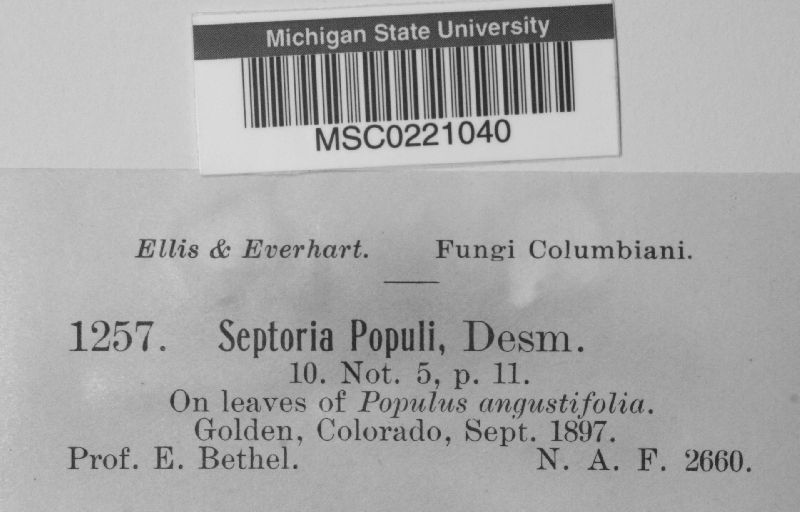 Michigan State University
MSC0221040
Ellis & Everhart. Fungi Columbiani.
1257. Septoria Populi, Desm.
10. Not. 5, p. 11.
On leaves of Populus angustifolia.
Golden, Colorado, Sept. 1897.
Prof. E. Bethel. N. A. F. 2660.